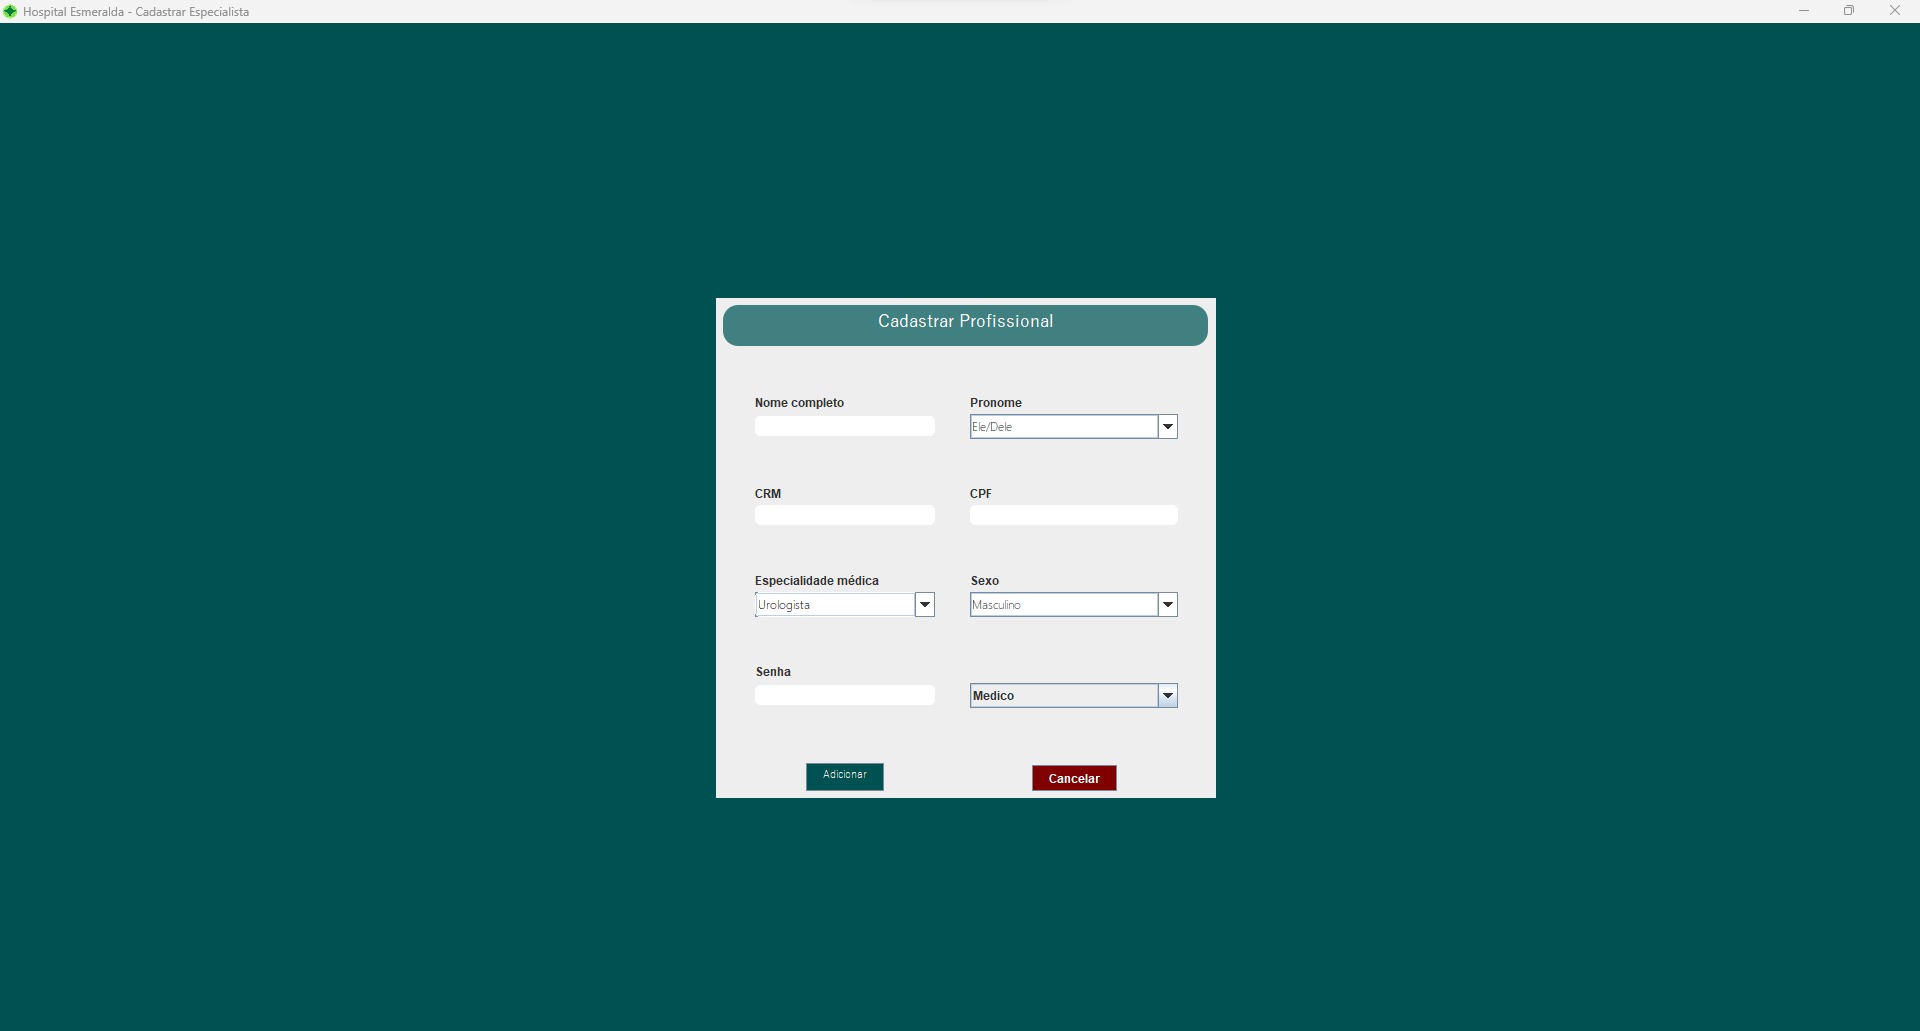 Hospital Esmeralda - Cadastrar Especialista
Cadastrar Profissional
Nome completo
Pronome
Ele/Dele
CRM
CPF
Especialidade médica
Sexo
Urologista
Masculino
Senha
Medico
Adicionar
Cancelar